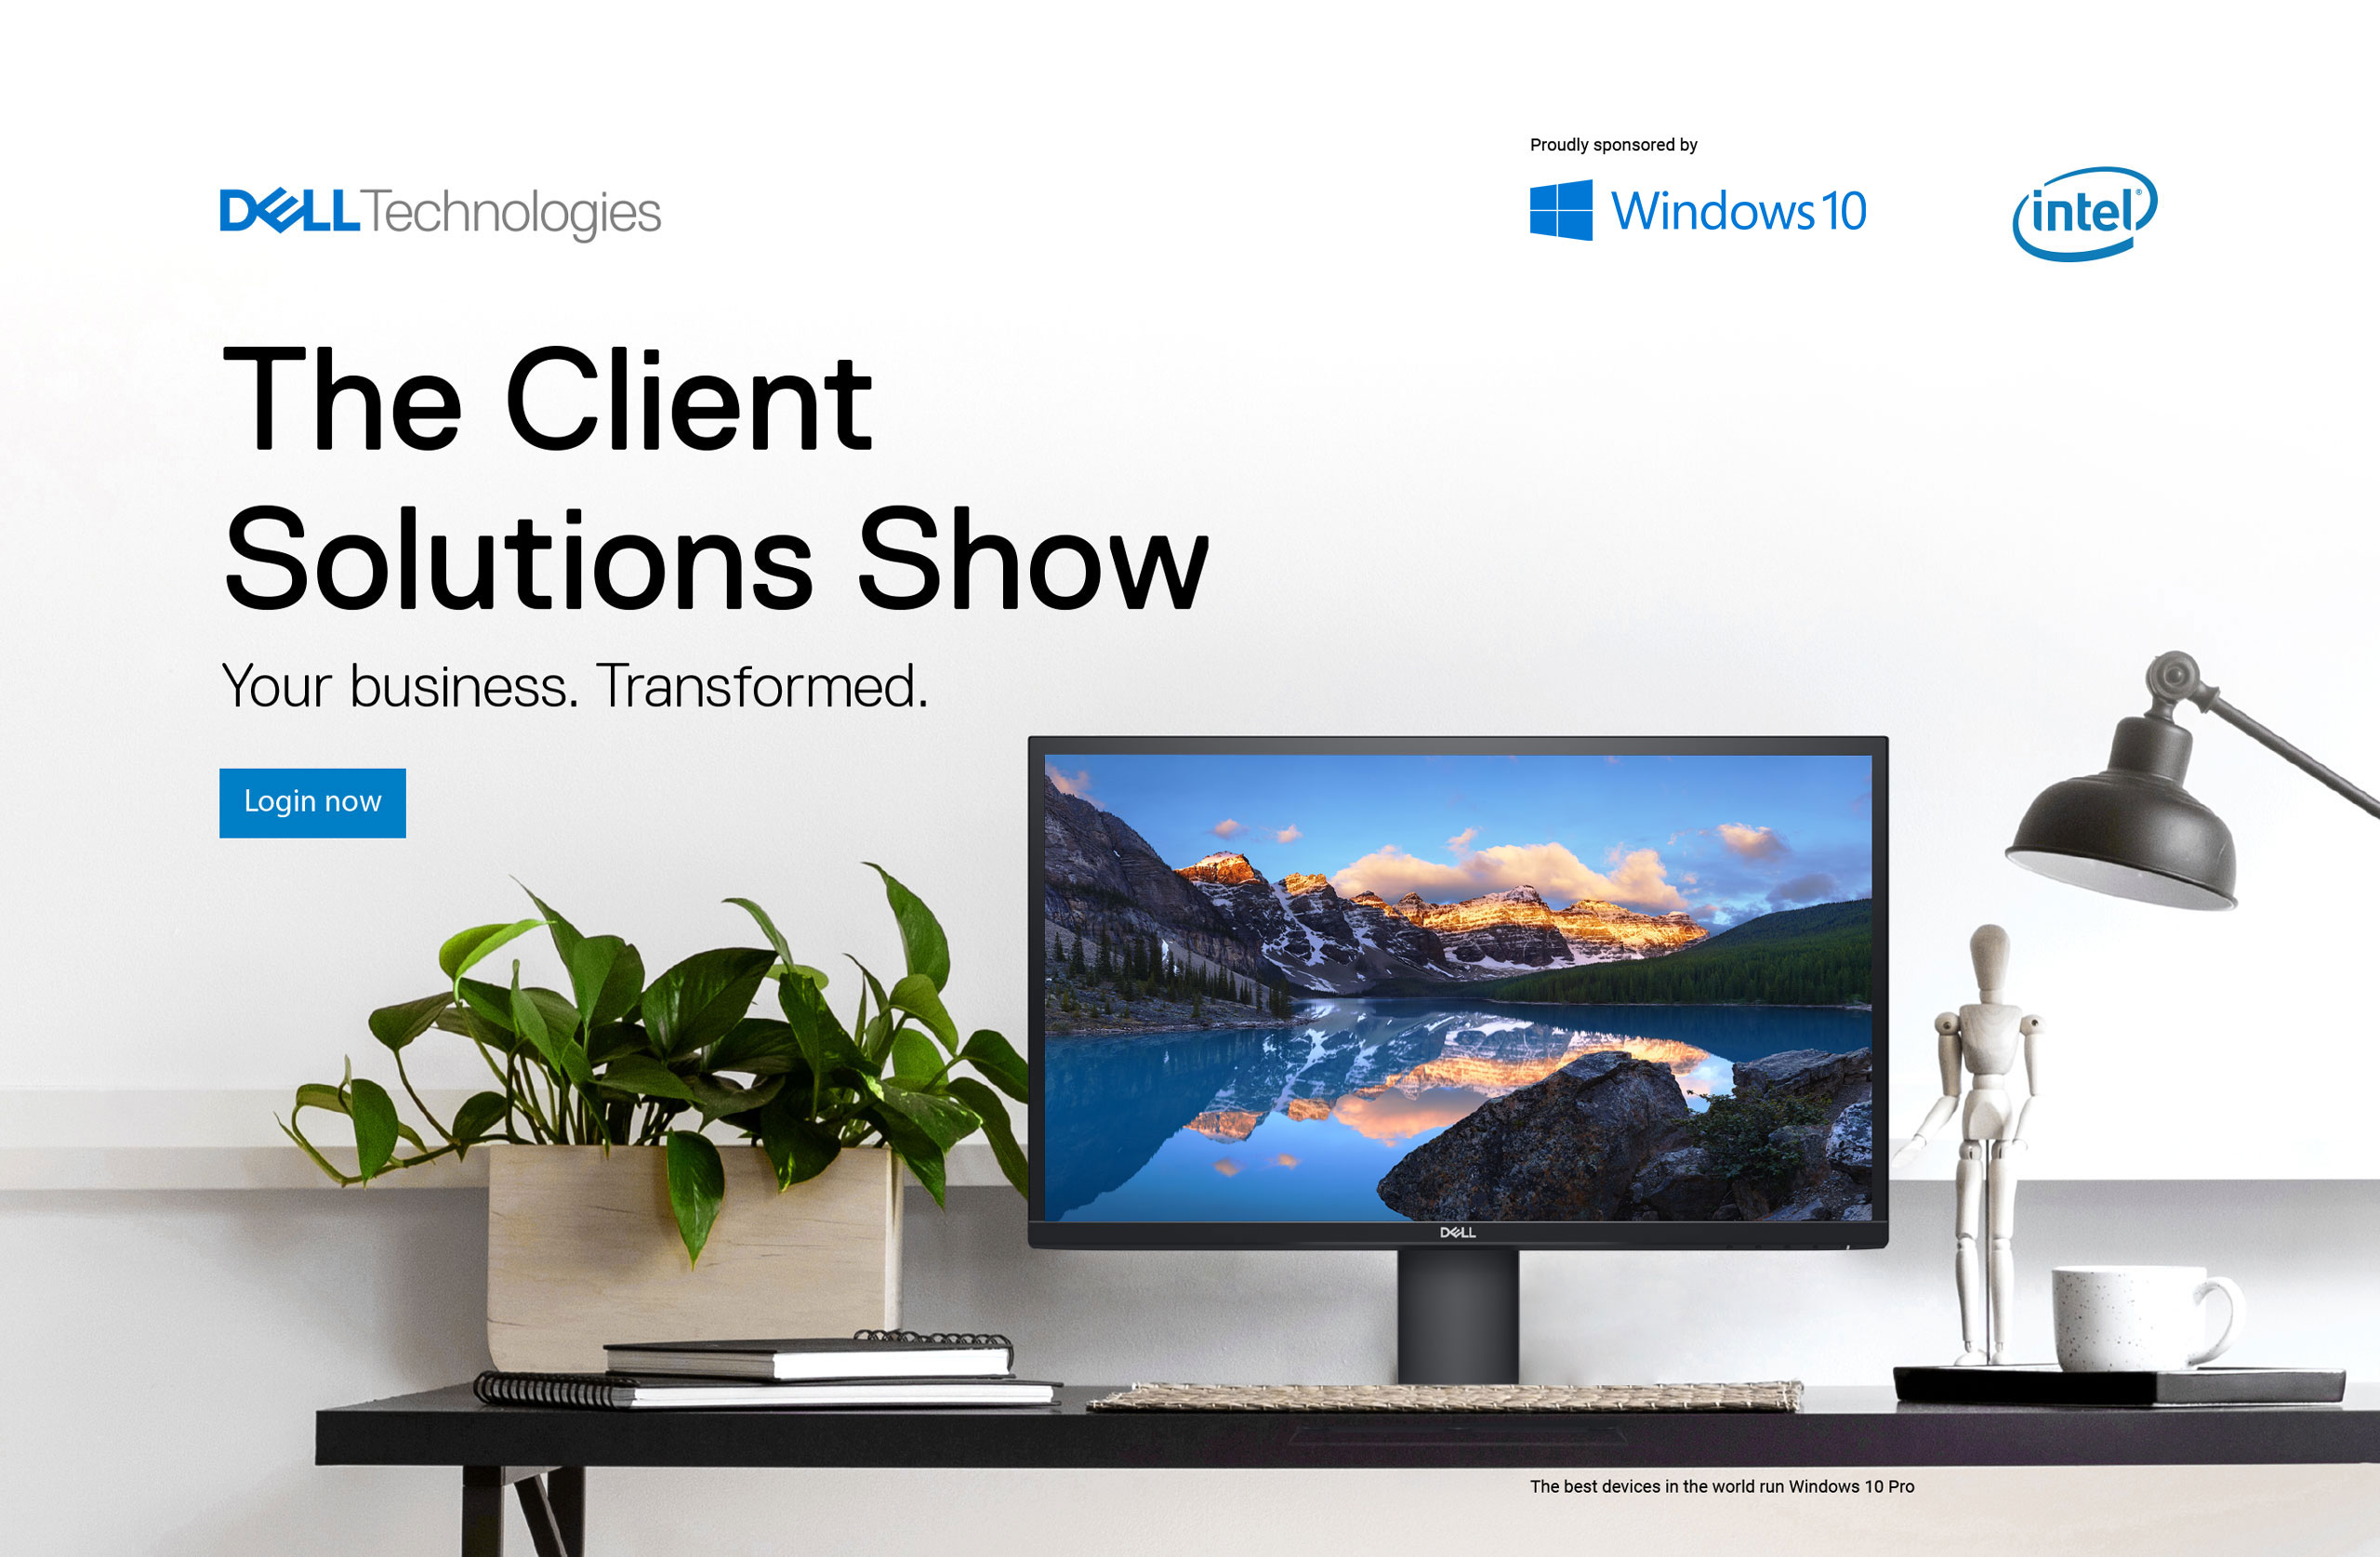 DELL Technologies
Proudly sponsored by
Windows 10
intel®
The Client
Solutions Show
Your business. Transformed.
Login now
DELL
The best devices in the world run Windows 10 Pro